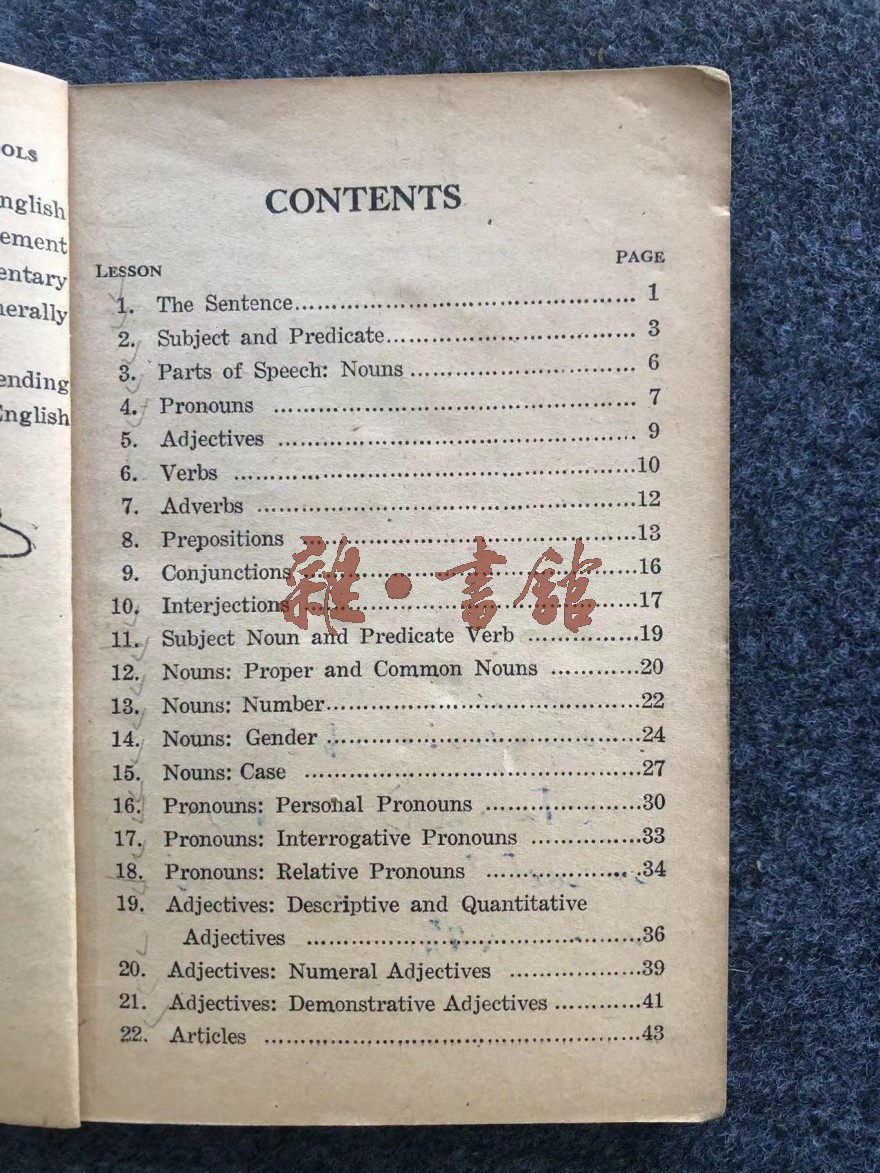 OLS
nglish
ement
entary
nerally
ending
English
CONTENTS
LESSON PAGE
1. The Sentence........................................ 1
2. Subject and Predicate........................................ 3
3. Parts of Speech: Nouns ........................................ 6
4. Pronouns ........................................ 7
5. Adjectives ........................................ 9
6. Verbs ........................................10
7. Adverbs ........................................12
8. Prepositions ........................................13
9. Conjunctions ........................................16
10. Interjections ........................................17
11. Subject Noun and Predicate Verb ...............19
12. Nouns: Proper and Common Nouns ............20
13. Nouns: Number........................................22
14. Nouns: Gender ........................................24
15. Nouns: Case ........................................27
16. Pronouns: Personal Pronouns ....................30
17. Pronouns: Interrogative Pronouns ..............33
18. Pronouns: Relative Pronouns ....................34
19. Adjectives: Descriptive and Quantitative
Adjectives ........................................36
20. Adjectives: Numeral Adjectives .................39
21. Adjectives: Demonstrative Adjectives ...........41
22. Articles ........................................43
雜·書館